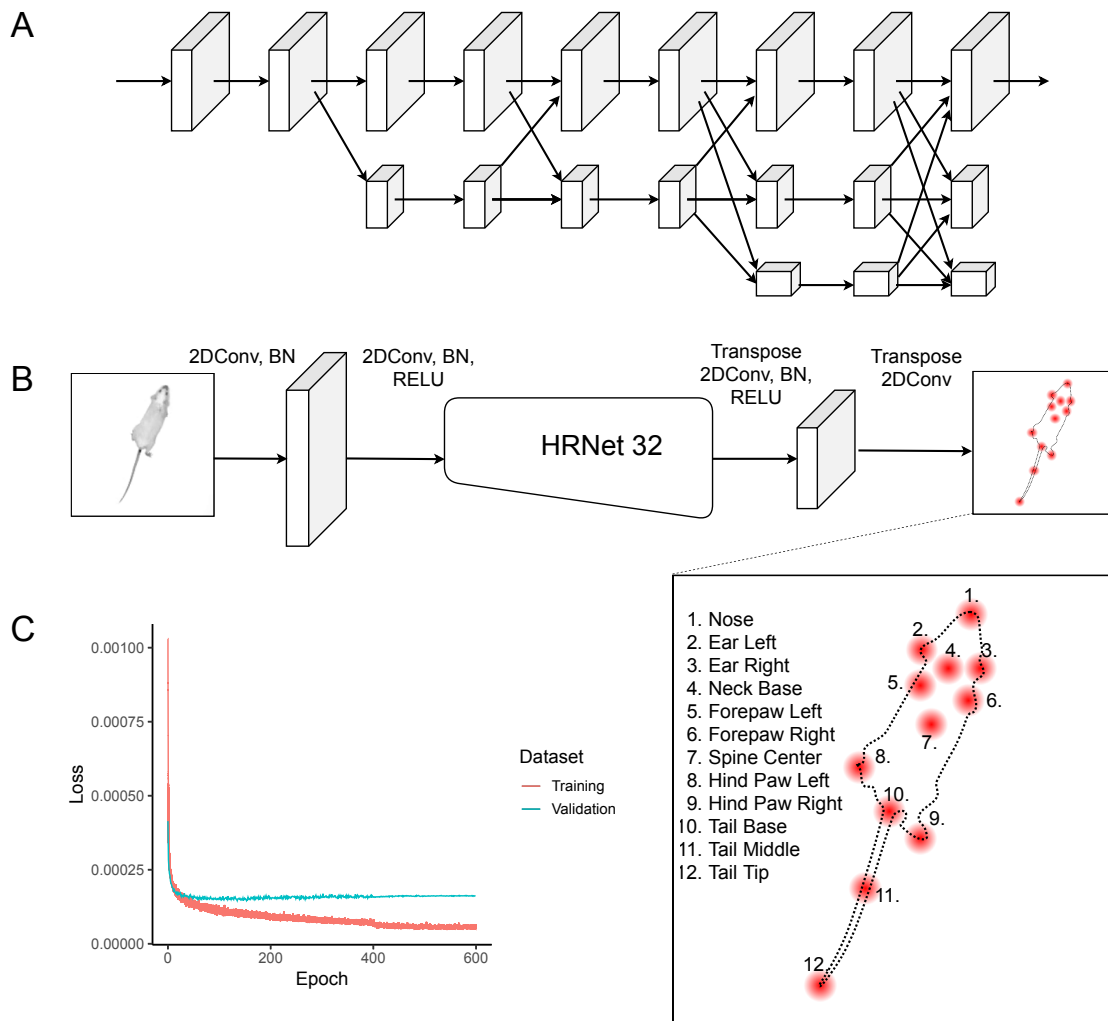 A
B
2DConv, BN
2DConv, BN,
RELU
HRNet 32
Transpose
2DConv, BN,
RELU
Transpose
2DConv
1. Nose
2. Ear Left
3. Ear Right
4. Neck Base
5. Forepaw Left
6. Forepaw Right
7. Spine Center
8. Hind Paw Left
9. Hind Paw Right
10. Tail Base
11. Tail Middle
12. Tail Tip
1.
2.
3.
4.
5.
6.
7.
8.
9.
10.
11.
12.
C
Loss
0.00100
0.00075
0.00050
0.00025
0.00000
0
200
400
600
Epoch
Dataset
Training
Validation